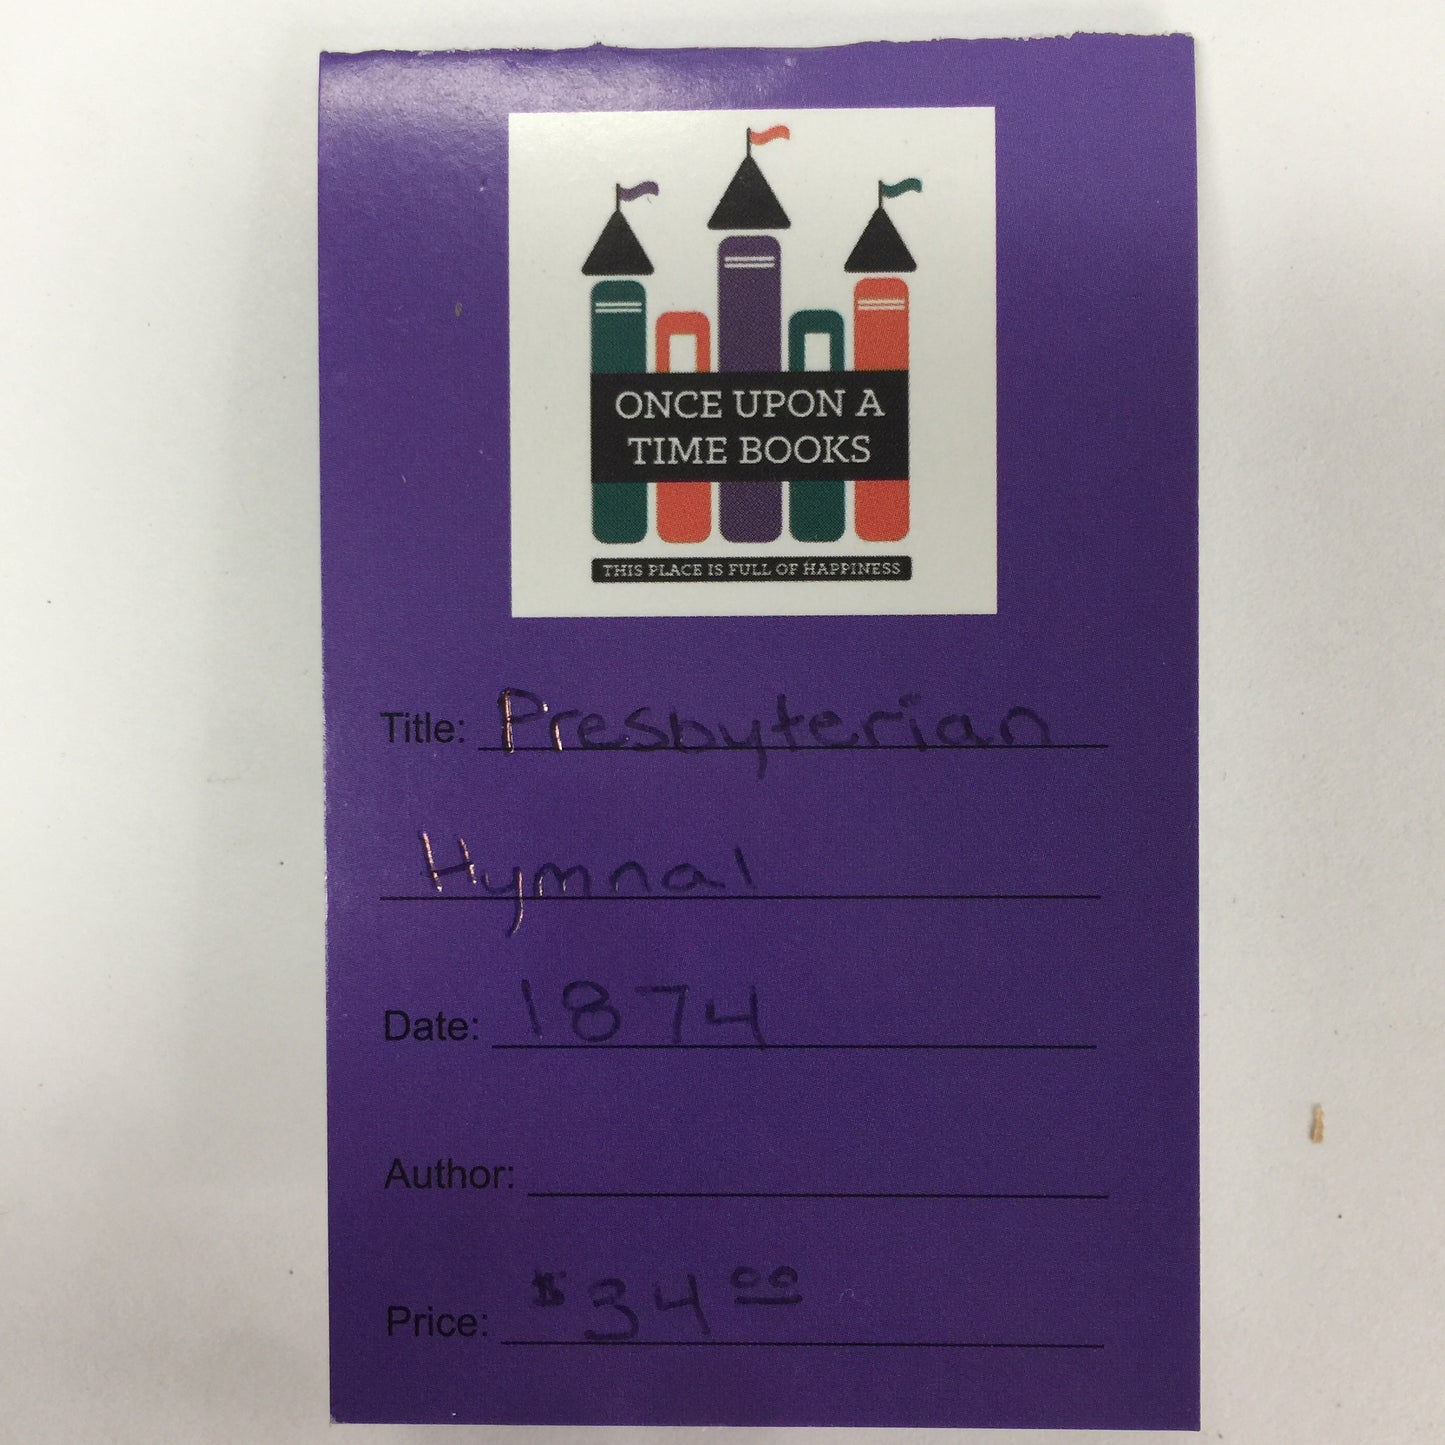 ONCE UPON A
TIME BOOKS
THIS PLACE IS FULL OF HAPPINESS
Title: Presbyterian
Hymnal
Date: 1874
Author:
Price: $34 00